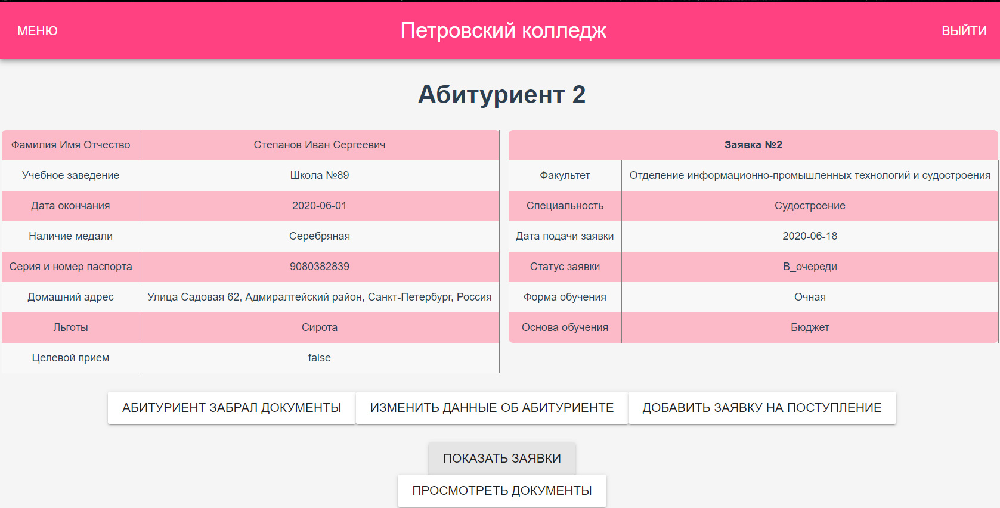 МЕНЮ
Петровский колледж
ВЫЙТИ
Абитуриент 2
Фамилия Имя Отчество
Степанов Иван Сергеевич
Учебное заведение
Школа №89
Дата окончания
2020-06-01
Наличие медали
Серебряная
Серия и номер паспорта
9080382839
Домашний адрес
Улица Садовая 62, Адмиралтейский район, Санкт-Петербург, Россия
Льготы
Сирота
Целевой прием
false
Заявка №2
Факультет
Отделение информационно-промышленных технологий и судостроения
Специальность
Судостроение
Дата подачи заявки
2020-06-18
Статус заявки
В_очереди
Форма обучения
Очная
Основа обучения
Бюджет
АБИТУРИЕНТ ЗАБРАЛ ДОКУМЕНТЫ
ИЗМЕНИТЬ ДАННЫЕ ОБ АБИТУРИЕНТЕ
ДОБАВИТЬ ЗАЯВКУ НА ПОСТУПЛЕНИЕ
ПОКАЗАТЬ ЗАЯВКИ
ПРОСМОТРЕТЬ ДОКУМЕНТЫ